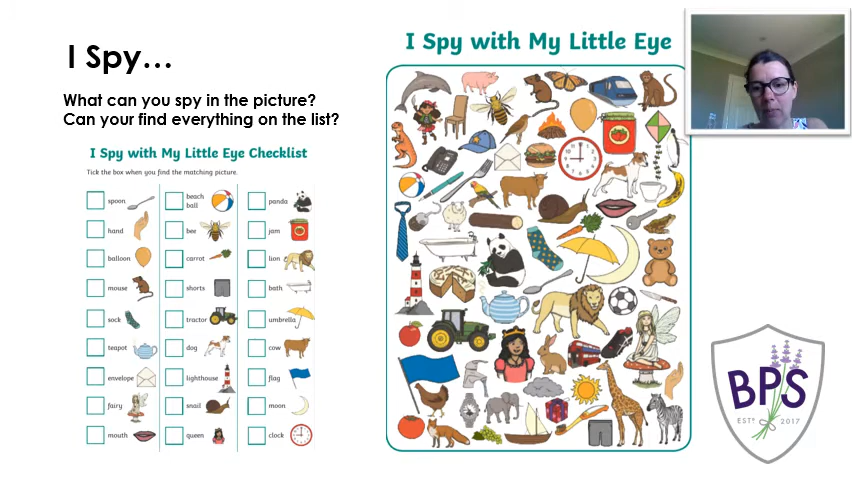 I Spy...
What can you spy in the picture?
Can your find everything on the list?
I Spy with My Little Eye Checklist
Tick the box when you find the matching picture.
spoon
hand
balloon
mouse
sock
teapot
envelope
fairy
mouth
beach
ball
bee
carrot
shorts
tractor
dog
lighthouse
snail
queen
panda
jam
lion
bath
umbrella
cow
flag
moon
clock
I Spy with My Little Eye
BPS
ESTD 2017